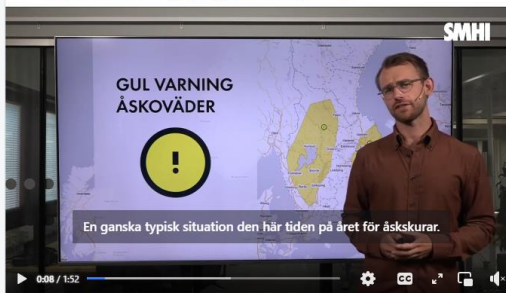 SMHI
GUL VARNING
ÅSKOVÄDER
!
En ganska typisk situation den här tiden på året för åskskurar.
0:08 / 1:52
CC